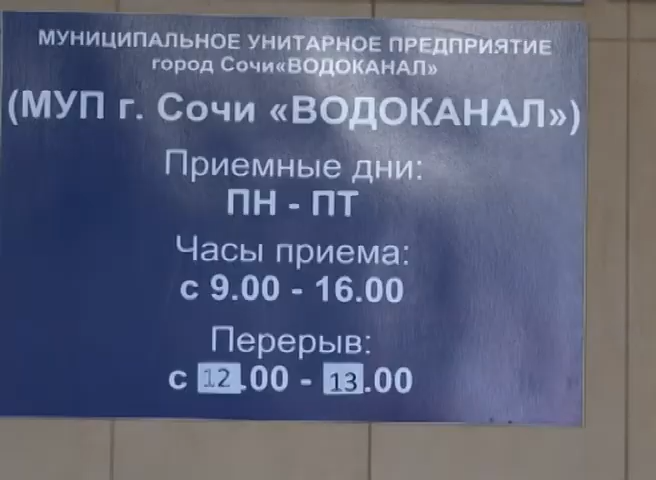 МУНИЦИПАЛЬНОЕ УНИТАРНОЕ ПРЕДПРИЯТИЕ
город Сочи«ВОДОКАНАЛ»
(МУП г. Сочи «ВОДОКАНАЛ»)
Приемные дни:
ПН - ПТ
Часы приема:
с 9.00 - 16.00
Перерыв:
с 12.00 - 13.00